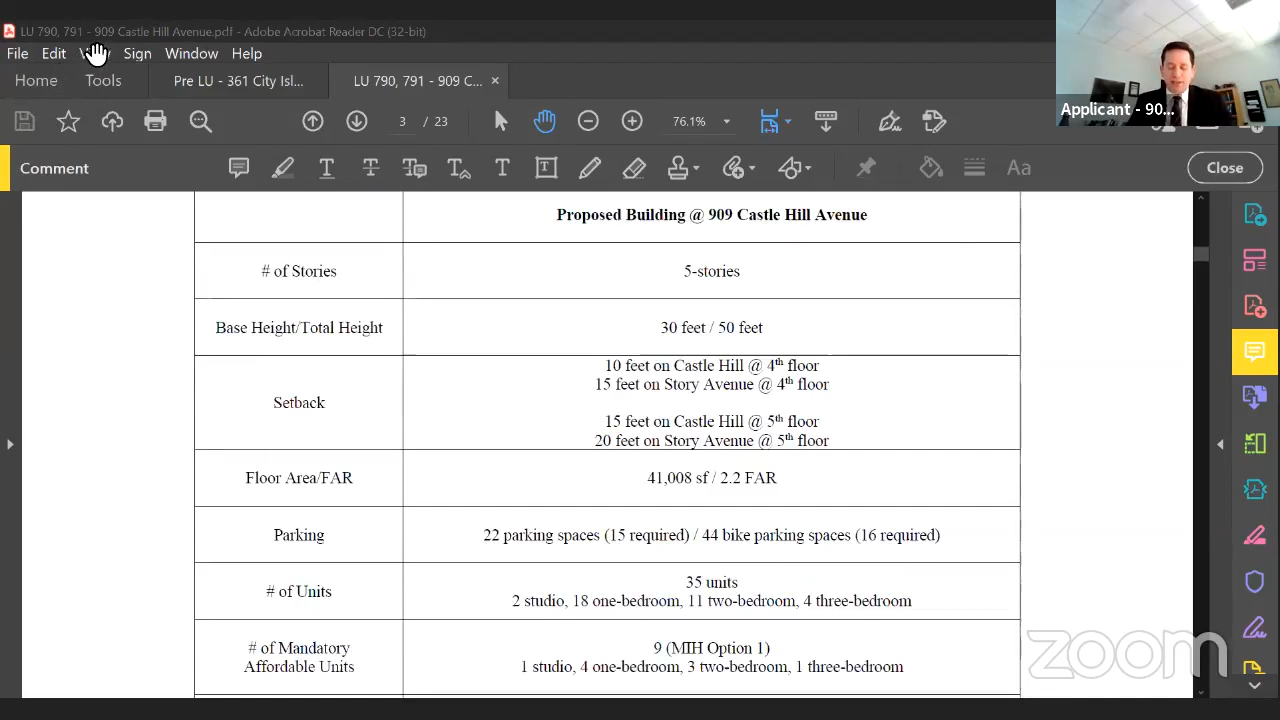 LU 790, 791 - 909 Castle Hill Avenue.pdf - Adobe Acrobat Reader DC (32-bit)
File Edit Sign Window Help
Home Tools Pre LU - 361 City Isl... LU 790, 791 - 909 C... ×
3 / 23 76.1%
Applicant - 90...
Comment Aa Close
Proposed Building @ 909 Castle Hill Avenue
# of Stories 5-stories
Base Height/Total Height 30 feet / 50 feet
Setback
10 feet on Castle Hill @ 4th floor
15 feet on Story Avenue @ 4th floor
15 feet on Castle Hill @ 5th floor
20 feet on Story Avenue @ 5th floor
Floor Area/FAR 41,008 sf / 2.2 FAR
Parking 22 parking spaces (15 required) / 44 bike parking spaces (16 required)
# of Units
35 units
2 studio, 18 one-bedroom, 11 two-bedroom, 4 three-bedroom
# of Mandatory
Affordable Units
9 (MIH Option 1)
1 studio, 4 one-bedroom, 3 two-bedroom, 1 three-bedroom
zoom